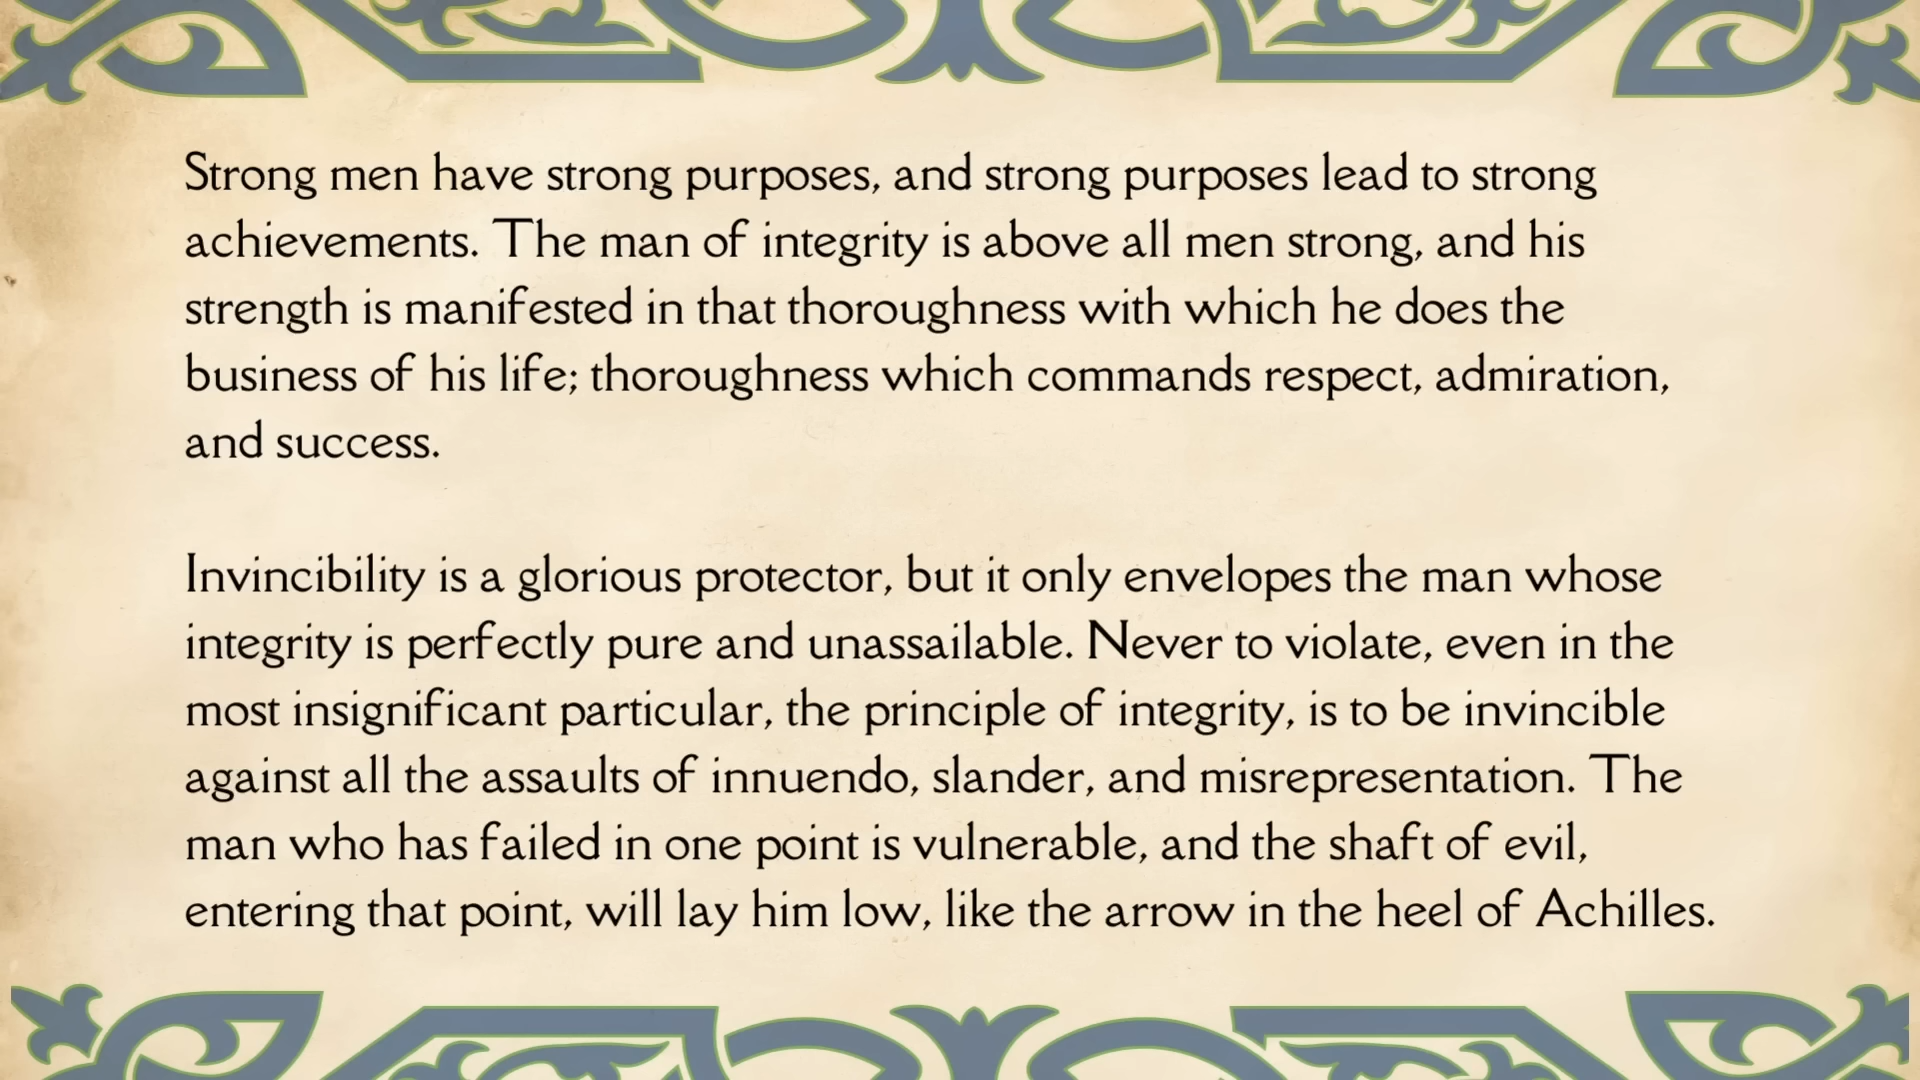 Strong men have strong purposes, and strong purposes lead to strong
achievements. The man of integrity is above all men strong, and his
strength is manifested in that thoroughness with which he does the
business of his life; thoroughness which commands respect, admiration,
and success.
Invincibility is a glorious protector, but it only envelopes the man whose
integrity is perfectly pure and unassailable. Never to violate, even in the
most insignificant particular, the principle of integrity, is to be invincible
against all the assaults of innuendo, slander, and misrepresentation. The
man who has failed in one point is vulnerable, and the shaft of evil,
entering that point, will lay him low, like the arrow in the heel of Achilles.